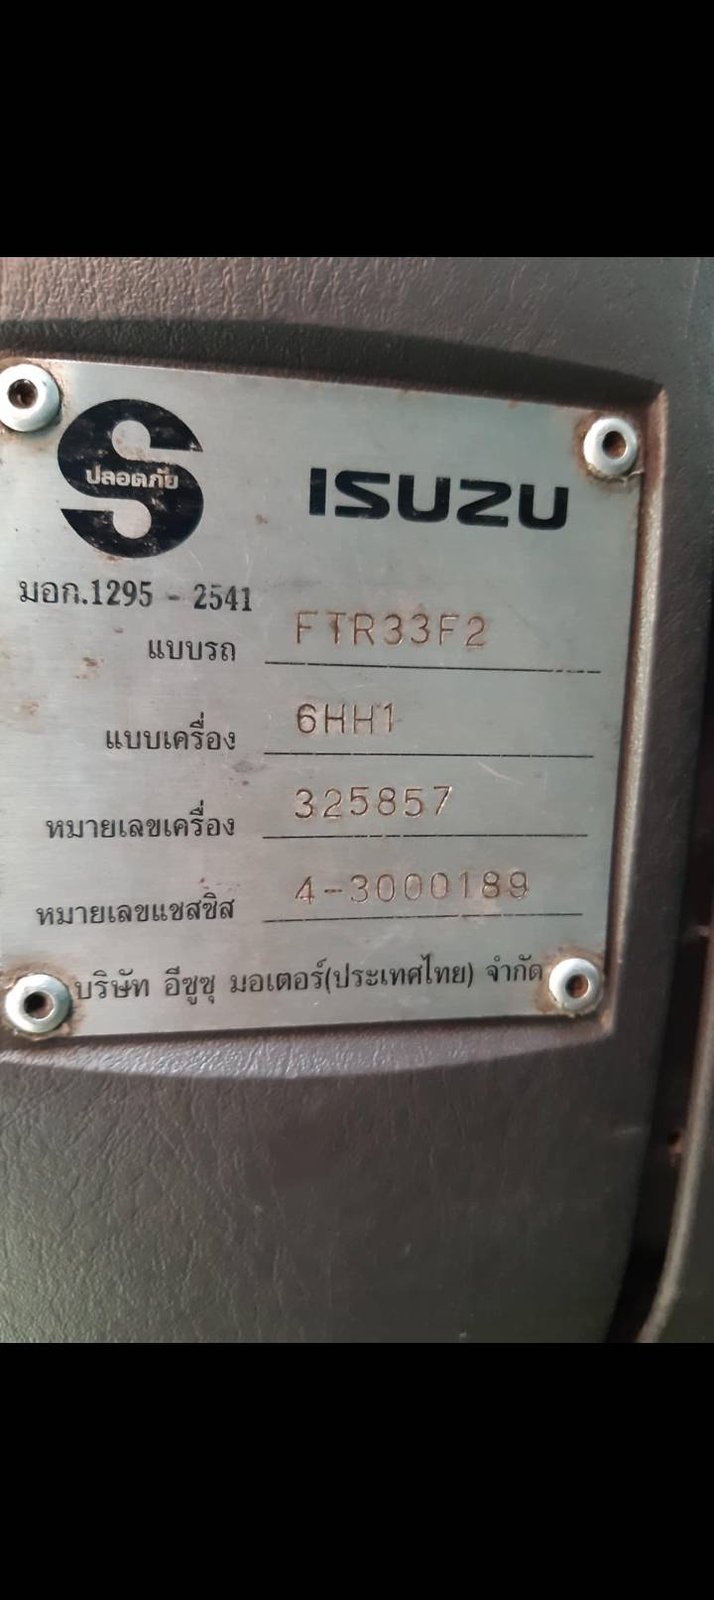 ปลอดภัย
ISUZU
มอก.1295 - 2541
แบบรถ FTR33F2
แบบเครื่อง 6HH1
หมายเลขเครื่อง 325857
หมายเลขแชสซิส 4-3000189
บริษัท อีซูซุ มอเตอร์(ประเทศไทย) จำกัด